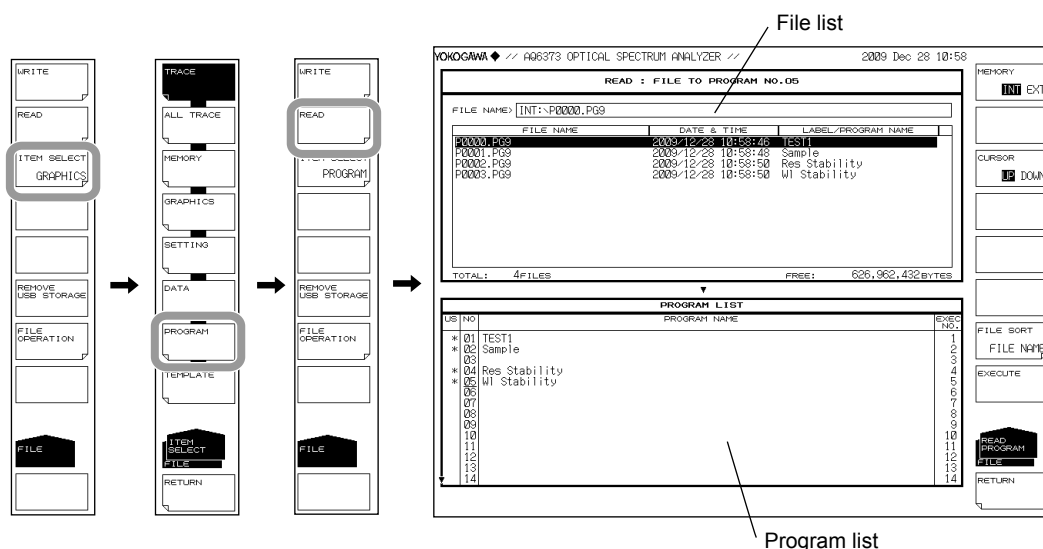 File list
WRITE
READ
ITEM SELECT
GRAPHICS
REMOVE
USB STORAGE
FILE
OPERATION
FILE
TRACE
ALL TRACE
MEMORY
GRAPHICS
SETTING
DATA
PROGRAM
TEMPLATE
ITEM
SELECT
FILE
RETURN
WRITE
READ
ITEM SELECT
PROGRAM
REMOVE
USB STORAGE
FILE
OPERATION
FILE
YOKOGAWA ◆ // AQ6373 OPTICAL SPECTRUM ANALYZER // 2009 Dec 28 10:58
READ : FILE TO PROGRAM NO.05
FILE NAME> INT:\P0000.PG9
FILE NAME DATE & TIME LABEL/PROGRAM NAME
P0000.PG9 2009/12/28 10:58:46 TEST1
P0001.PG9 2009/12/28 10:58:48 Sample
P0002.PG9 2009/12/28 10:58:50 Res Stability
P0003.PG9 2009/12/28 10:58:50 Wl Stability
TOTAL: 4FILES FREE: 626,962,432BYTES
PROGRAM LIST
US NO PROGRAM NAME EXEC
NO.
* 01 TEST1 1
* 02 Sample 2
03 3
* 04 Res Stability 4
* 05 Wl Stability 5
06 6
07 7
08 8
09 9
10 10
11 11
12 12
13 13
14 14
MEMORY
INT EXT
CURSOR
UP DOWN
FILE SORT
FILE NAME
EXECUTE
READ
PROGRAM
FILE
RETURN
Program list